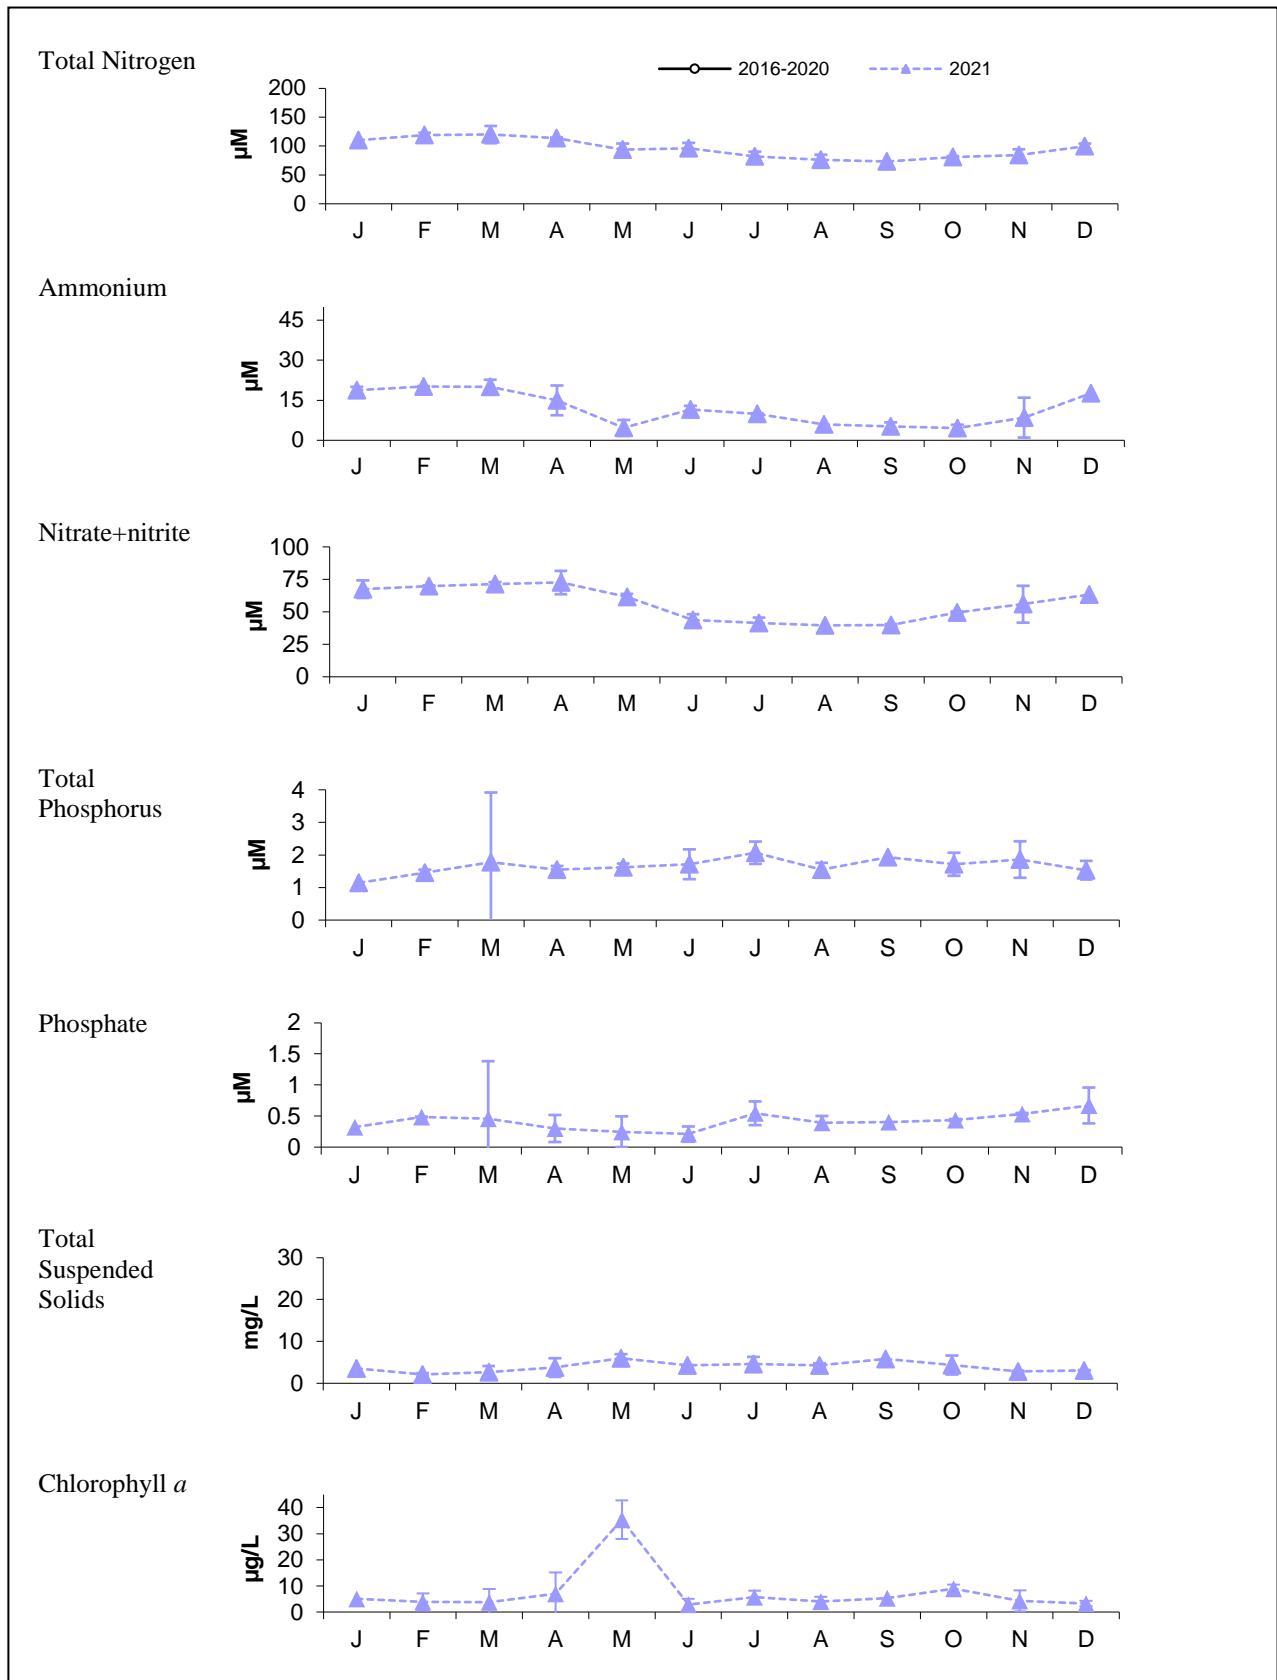 Total Nitrogen
2016-2020 2021
200
150
100
50
0
µM
J F M A M J J A S O N D
Ammonium
45
30
15
0
µM
J F M A M J J A S O N D
Nitrate+nitrite
100
75
50
25
0
µM
J F M A M J J A S O N D
Total
Phosphorus
4
3
2
1
0
µM
J F M A M J J A S O N D
Phosphate
2
1.5
1
0.5
0
µM
J F M A M J J A S O N D
Total
Suspended
Solids
30
20
10
0
mg/L
J F M A M J J A S O N D
Chlorophyll a
40
30
20
10
0
µg/L
J F M A M J J A S O N D